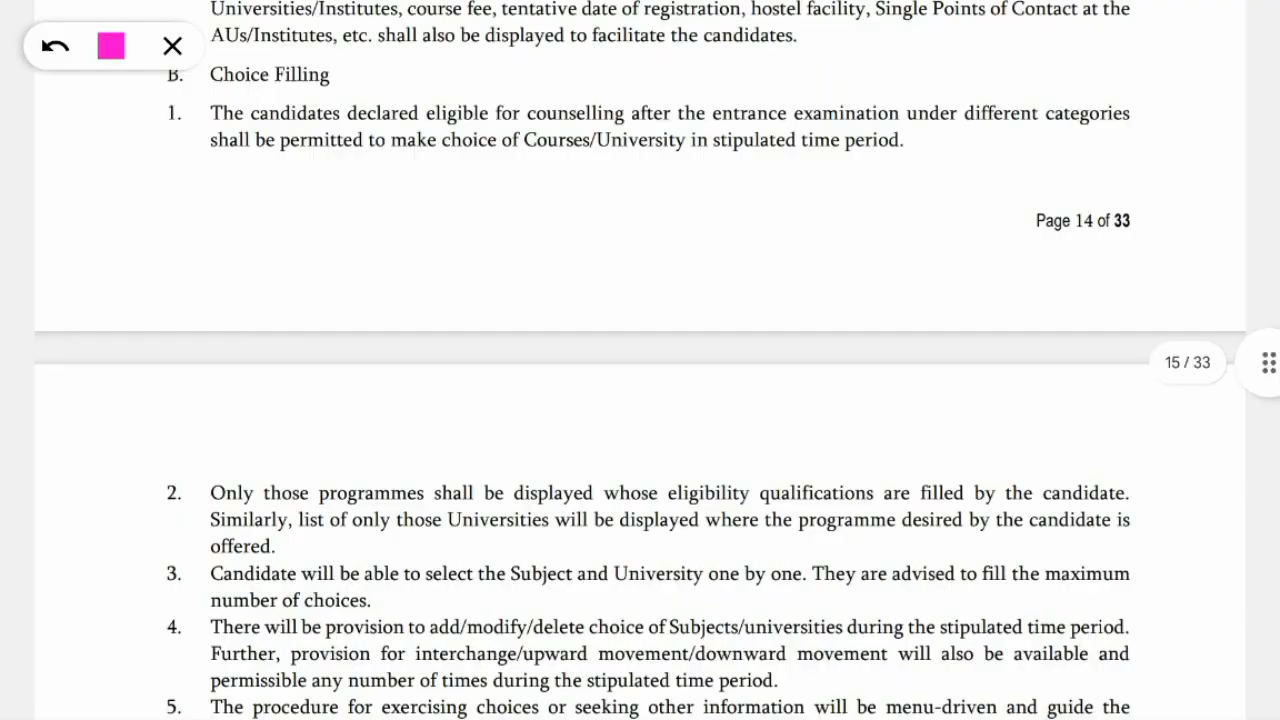 Universities/Institutes, course fee, tentative date of registration, hostel facility, Single Points of Contact at the
AUs/Institutes, etc. shall also be displayed to facilitate the candidates.
B. Choice Filling
1. The candidates declared eligible for counselling after the entrance examination under different categories
shall be permitted to make choice of Courses/University in stipulated time period.
Page 14 of 33
15 / 33
2. Only those programmes shall be displayed whose eligibility qualifications are filled by the candidate.
Similarly, list of only those Universities will be displayed where the programme desired by the candidate is
offered.
3. Candidate will be able to select the Subject and University one by one. They are advised to fill the maximum
number of choices.
4. There will be provision to add/modify/delete choice of Subjects/universities during the stipulated time period.
Further, provision for interchange/upward movement/downward movement will also be available and
permissible any number of times during the stipulated time period.
5. The procedure for exercising choices or seeking other information will be menu-driven and guide the